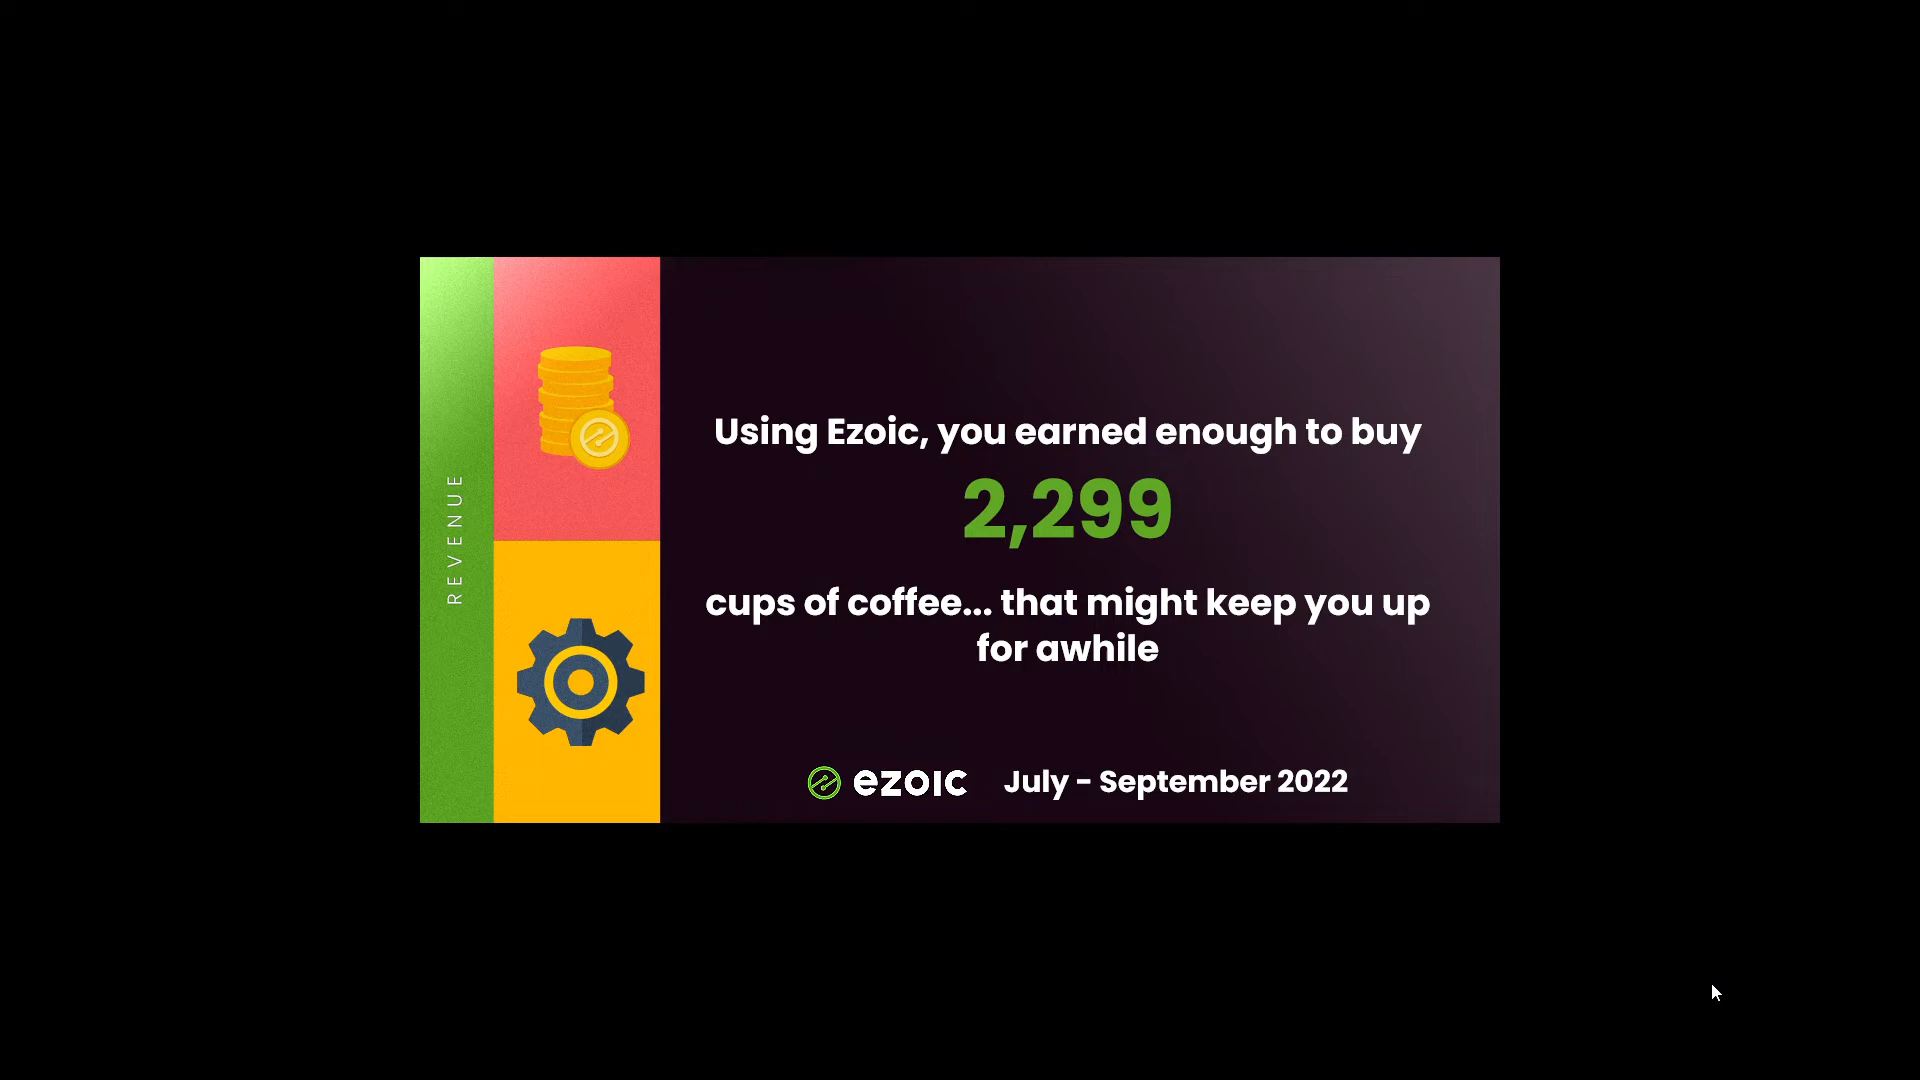 REVENUE
Using Ezoic, you earned enough to buy
2,299
cups of coffee... that might keep you up
for awhile
ezoic July - September 2022